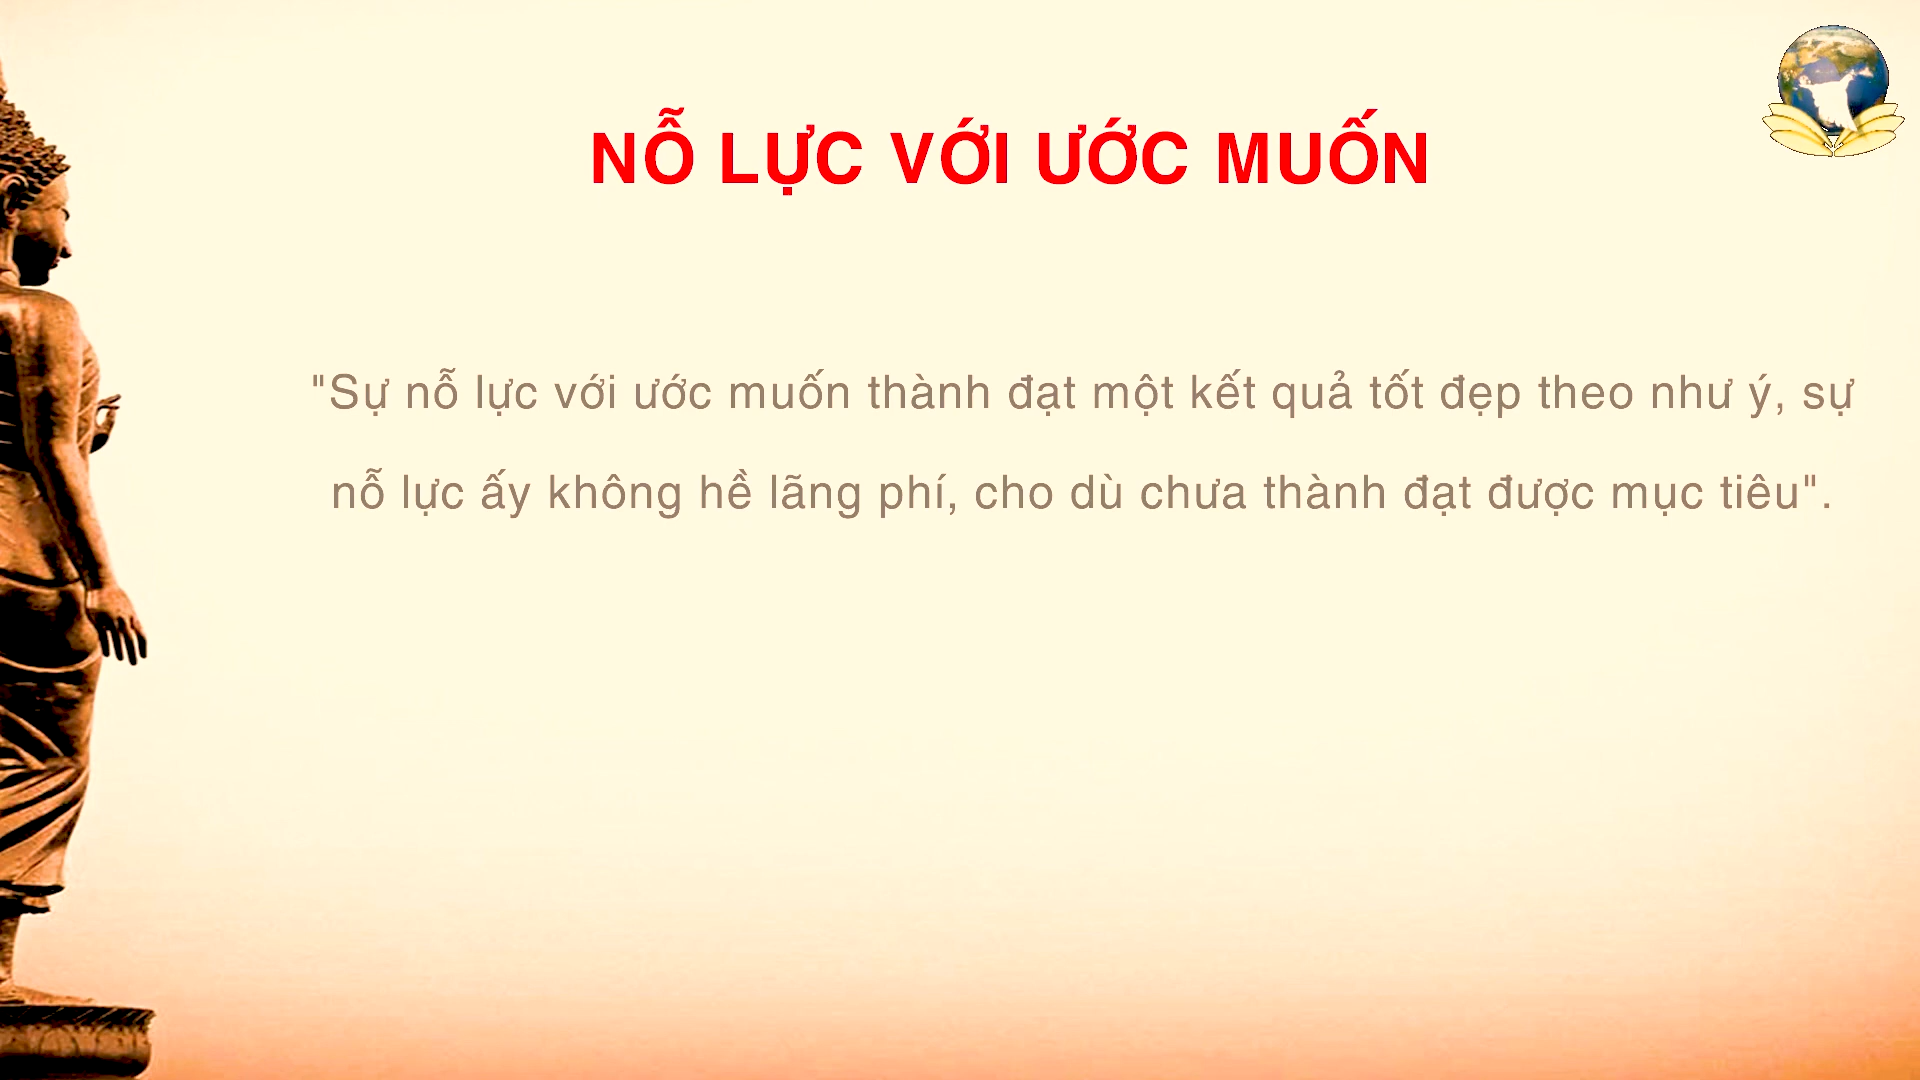 NỖ LỰC VỚI ƯỚC MUỐN
"Sự nỗ lực với ước muốn thành đạt một kết quả tốt đẹp theo như ý, sự
nỗ lực ấy không hề lãng phí, cho dù chưa thành đạt được mục tiêu".